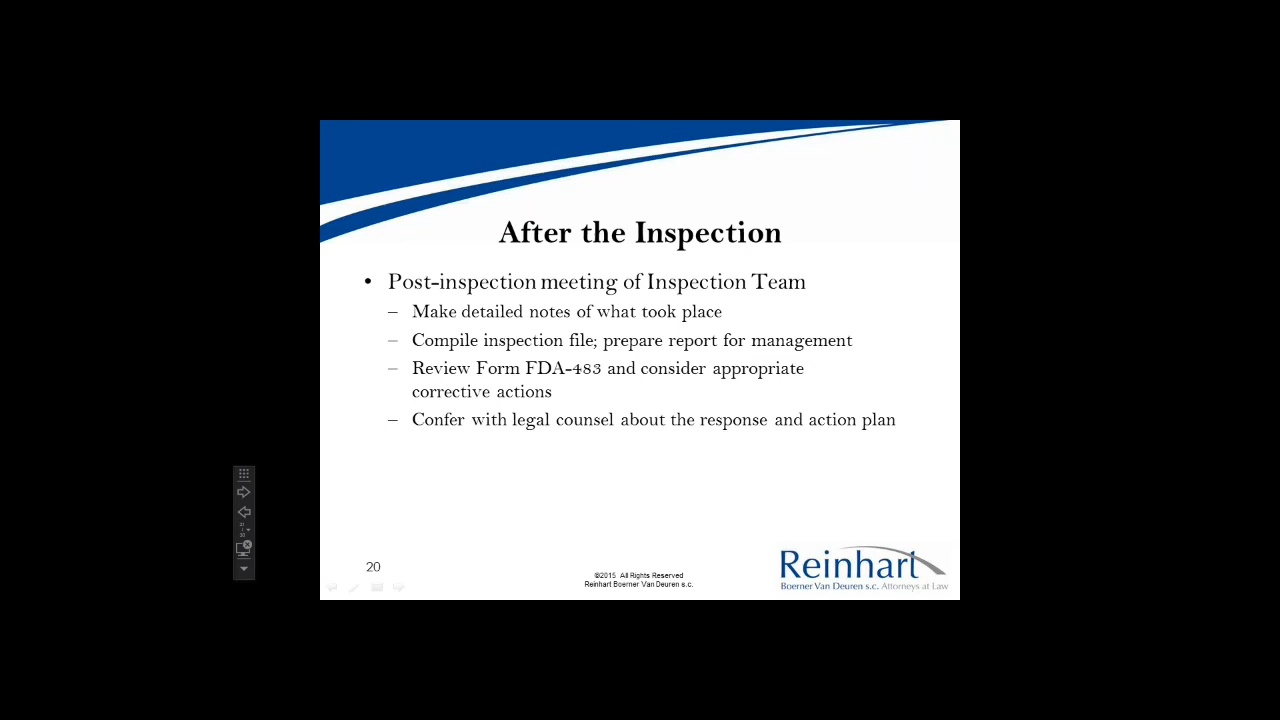 After the Inspection
• Post-inspection meeting of Inspection Team
– Make detailed notes of what took place
– Compile inspection file; prepare report for management
– Review Form FDA-483 and consider appropriate
corrective actions
– Confer with legal counsel about the response and action plan
20
©2015 All Rights Reserved
Reinhart Boerner Van Deuren s.c.
Reinhart
Boerner Van Deuren s.c. Attorneys at Law